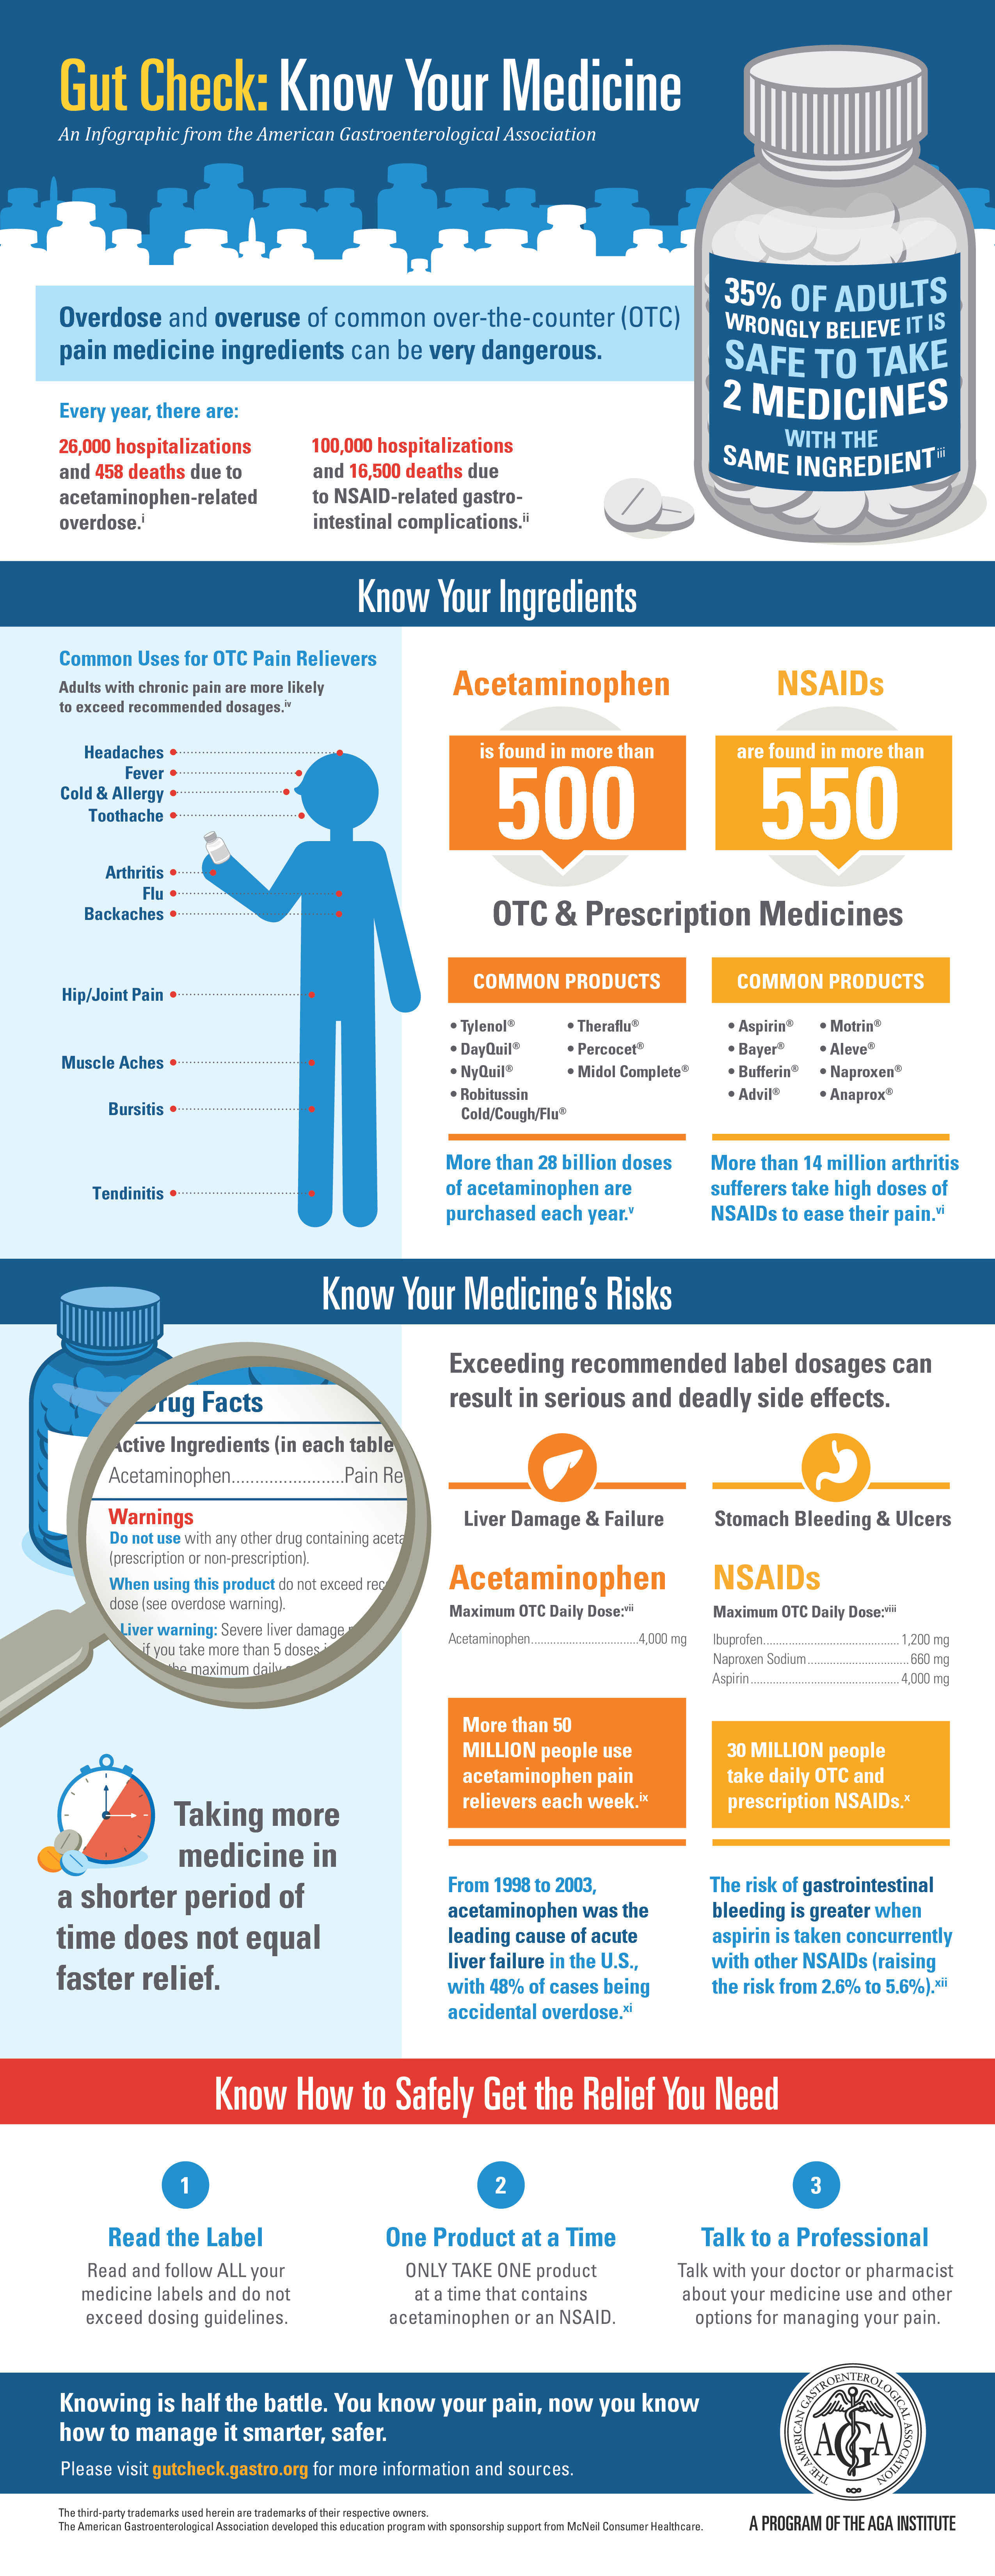 Gut Check: Know Your Medicine
An Infographic from the American Gastroenterological Association
35% OF ADULTS
WRONGLY BELIEVE IT IS
SAFE TO TAKE
2 MEDICINES
WITH THE
SAME INGREDIENT iii
Overdose and overuse of common over-the-counter (OTC)
pain medicine ingredients can be very dangerous.
Every year, there are:
26,000 hospitalizations
and 458 deaths due to
acetaminophen-related
overdose.i
100,000 hospitalizations
and 16,500 deaths due
to NSAID-related gastro-
intestinal complications.ii
Know Your Ingredients
Common Uses for OTC Pain Relievers
Adults with chronic pain are more likely
to exceed recommended dosages.iv
Headaches
Fever
Cold & Allergy
Toothache
Arthritis
Flu
Backaches
Hip/Joint Pain
Muscle Aches
Bursitis
Tendinitis
Acetaminophen
is found in more than
500
NSAIDs
are found in more than
550
OTC & Prescription Medicines
COMMON PRODUCTS
• Tylenol®
• DayQuil®
• NyQuil®
• Robitussin
Cold/Cough/Flu®
• Theraflu®
• Percocet®
• Midol Complete®
COMMON PRODUCTS
• Aspirin®
• Bayer®
• Bufferin®
• Advil®
• Motrin®
• Aleve®
• Naproxen®
• Anaprox®
More than 28 billion doses
of acetaminophen are
purchased each year.v
More than 14 million arthritis
sufferers take high doses of
NSAIDs to ease their pain.vi
Know Your Medicine's Risks
rug Facts
Active Ingredients (in each table
Acetaminophen........................Pain Re
Warnings
Do not use with any other drug containing aceta
(prescription or non-prescription).
When using this product do not exceed rec
dose (see overdose warning).
Liver warning: Severe liver damage
if you take more than 5 doses
the maximum daily
Taking more
medicine in
a shorter period of
time does not equal
faster relief.
Exceeding recommended label dosages can
result in serious and deadly side effects.
Liver Damage & Failure
Stomach Bleeding & Ulcers
Acetaminophen
Maximum OTC Daily Dose:vii
Acetaminophen..................................4,000 mg
NSAIDs
Maximum OTC Daily Dose:viii
Ibuprofen...........................................1,200 mg
Naproxen Sodium................................660 mg
Aspirin...............................................4,000 mg
More than 50
MILLION people use
acetaminophen pain
relievers each week.ix
30 MILLION people
take daily OTC and
prescription NSAIDs.x
From 1998 to 2003,
acetaminophen was the
leading cause of acute
liver failure in the U.S.,
with 48% of cases being
accidental overdose.xi
The risk of gastrointestinal
bleeding is greater when
aspirin is taken concurrently
with other NSAIDs (raising
the risk from 2.6% to 5.6%).xii
Know How to Safely Get the Relief You Need
1
Read the Label
Read and follow ALL your
medicine labels and do not
exceed dosing guidelines.
2
One Product at a Time
ONLY TAKE ONE product
at a time that contains
acetaminophen or an NSAID.
3
Talk to a Professional
Talk with your doctor or pharmacist
about your medicine use and other
options for managing your pain.
Knowing is half the battle. You know your pain, now you know
how to manage it smarter, safer.
Please visit gutcheck.gastro.org for more information and sources.
THE AMERICAN GASTROENTEROLOGICAL ASSOCIATION
AGA
The third-party trademarks used herein are trademarks of their respective owners.
The American Gastroenterological Association developed this education program with sponsorship support from McNeil Consumer Healthcare.
A PROGRAM OF THE AGA INSTITUTE